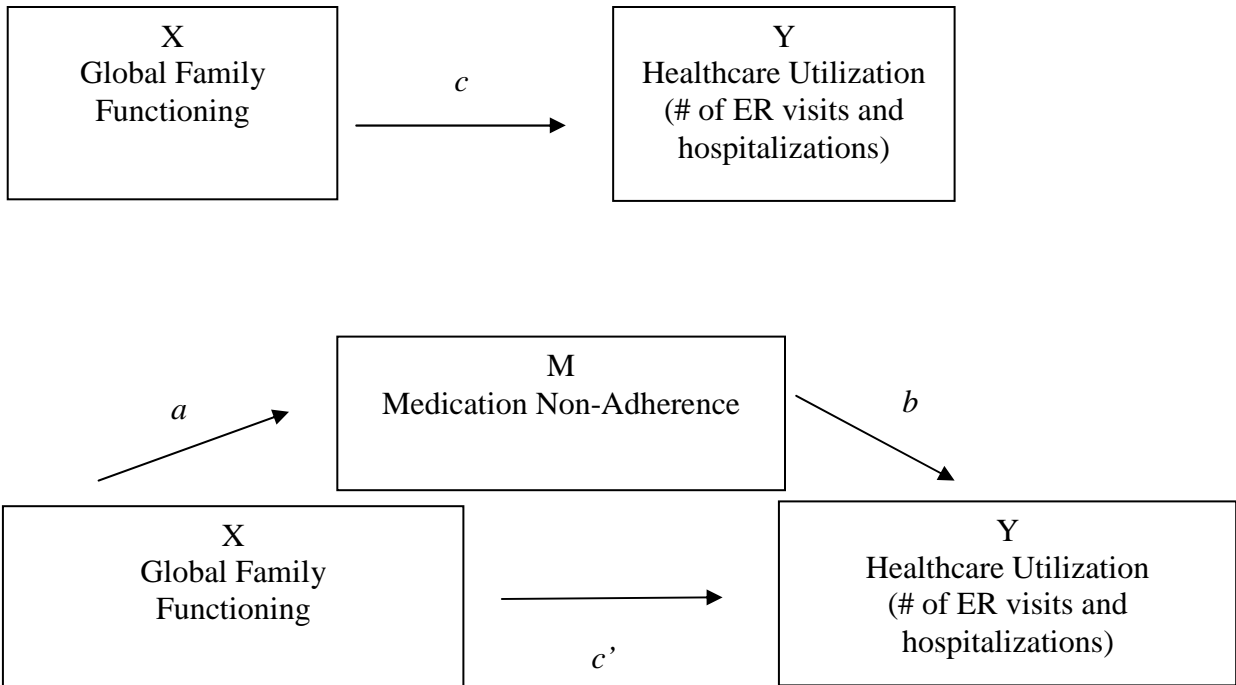 X
Global Family
Functioning
c
Y
Healthcare Utilization
(# of ER visits and
hospitalizations)
M
Medication Non-Adherence
a
b
X
Global Family
Functioning
c’
Y
Healthcare Utilization
(# of ER visits and
hospitalizations)